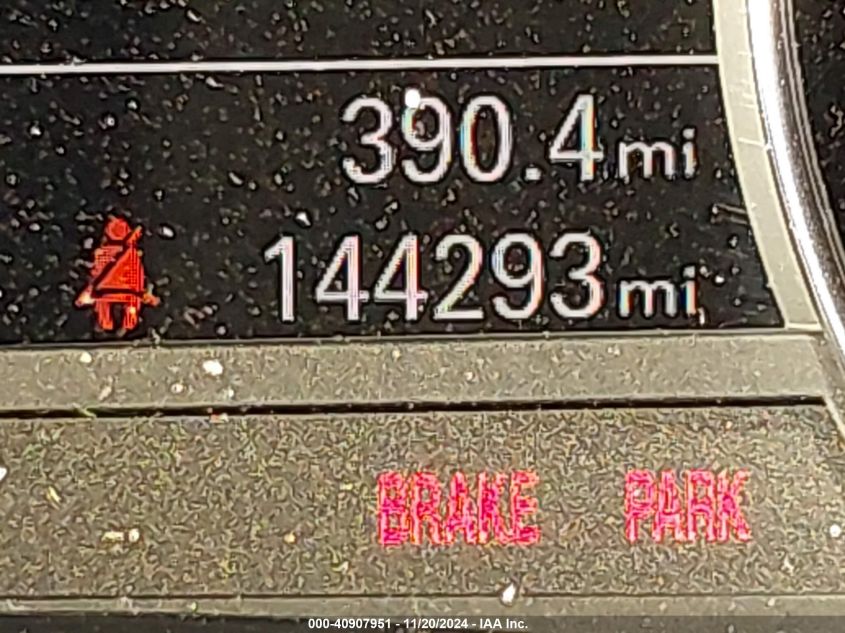 390.4 mi
144293 mi
BRAKE PARK
000-40907951 - 11/20/2024 - IAA Inc.